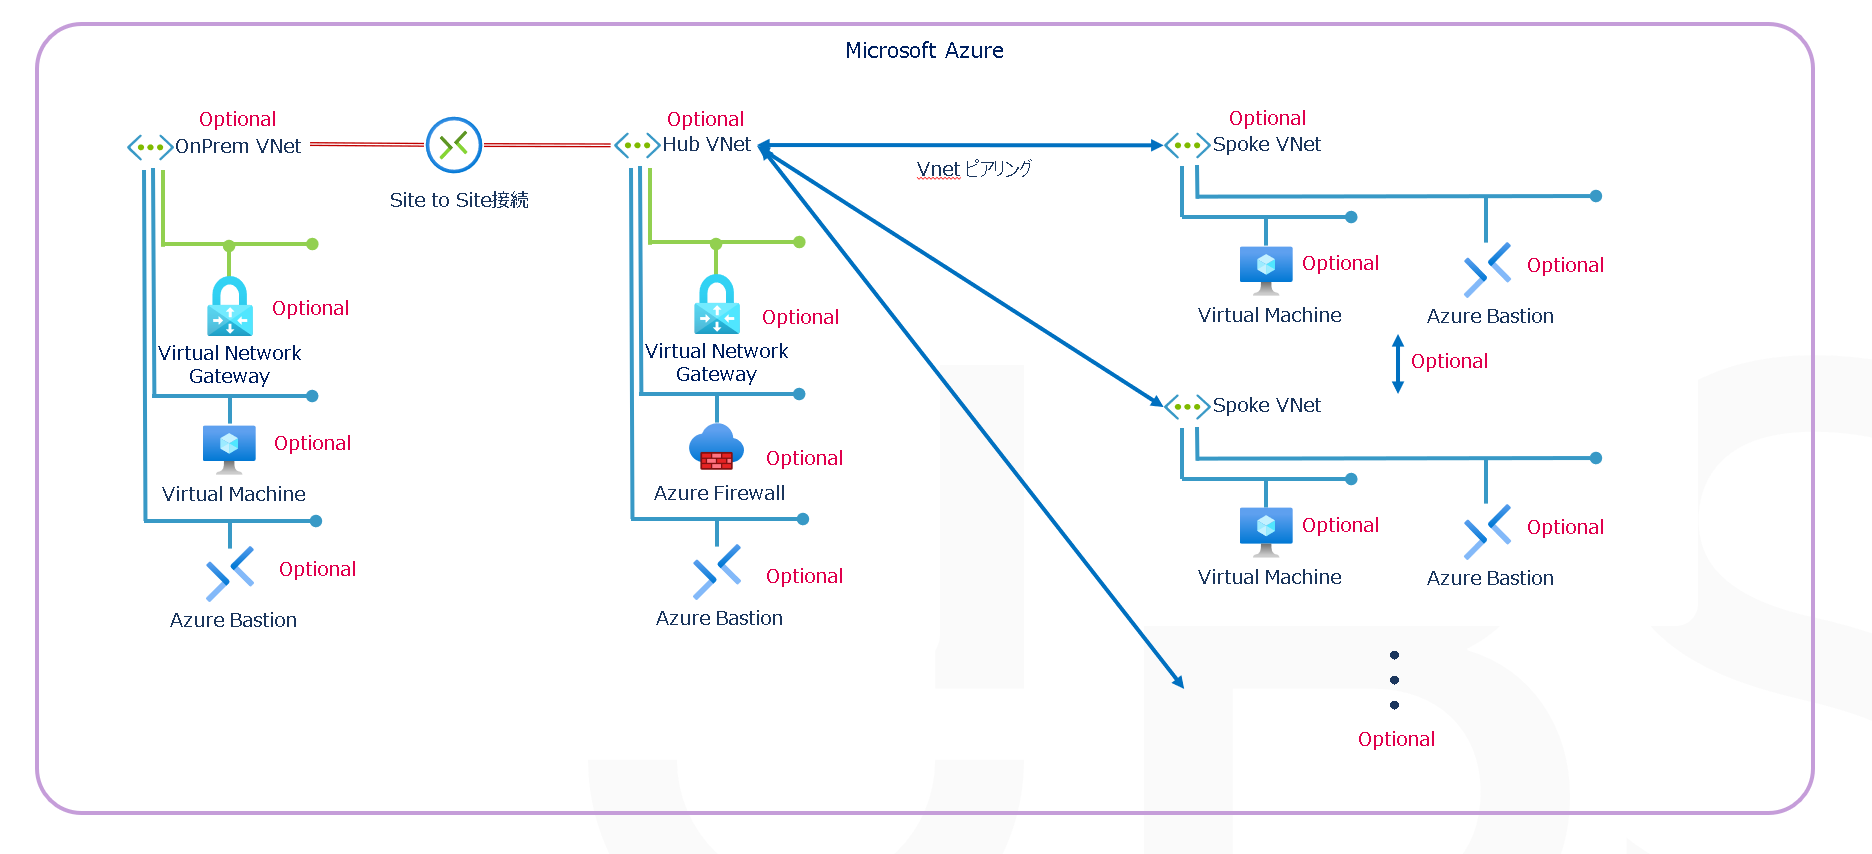 Microsoft Azure
Optional
OnPrem VNet
Site to Site接続
Optional
Hub VNet
Vnet ピアリング
Optional
Spoke VNet
Optional
Virtual Network
Gateway
Optional
Virtual Machine
Optional
Azure Bastion
Optional
Virtual Network
Gateway
Optional
Azure Firewall
Optional
Azure Bastion
Optional
Virtual Machine
Optional
Azure Bastion
Optional
Spoke VNet
Optional
Virtual Machine
Optional
Azure Bastion
Optional